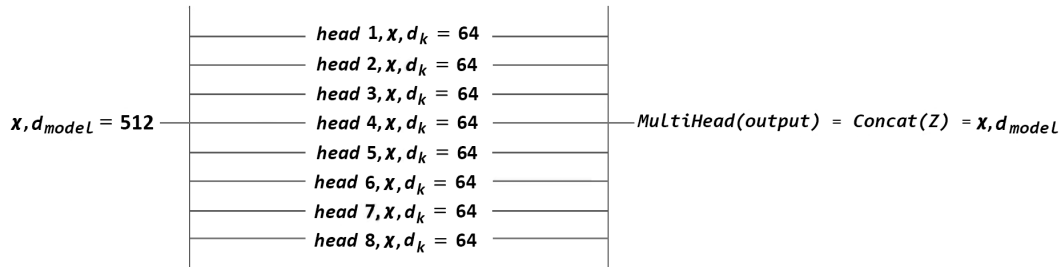 head 1, x, d_k = 64
head 2, x, d_k = 64
head 3, x, d_k = 64
x, d_model = 512 head 4, x, d_k = 64 MultiHead(output) = Concat(Z) = x, d_model
head 5, x, d_k = 64
head 6, x, d_k = 64
head 7, x, d_k = 64
head 8, x, d_k = 64